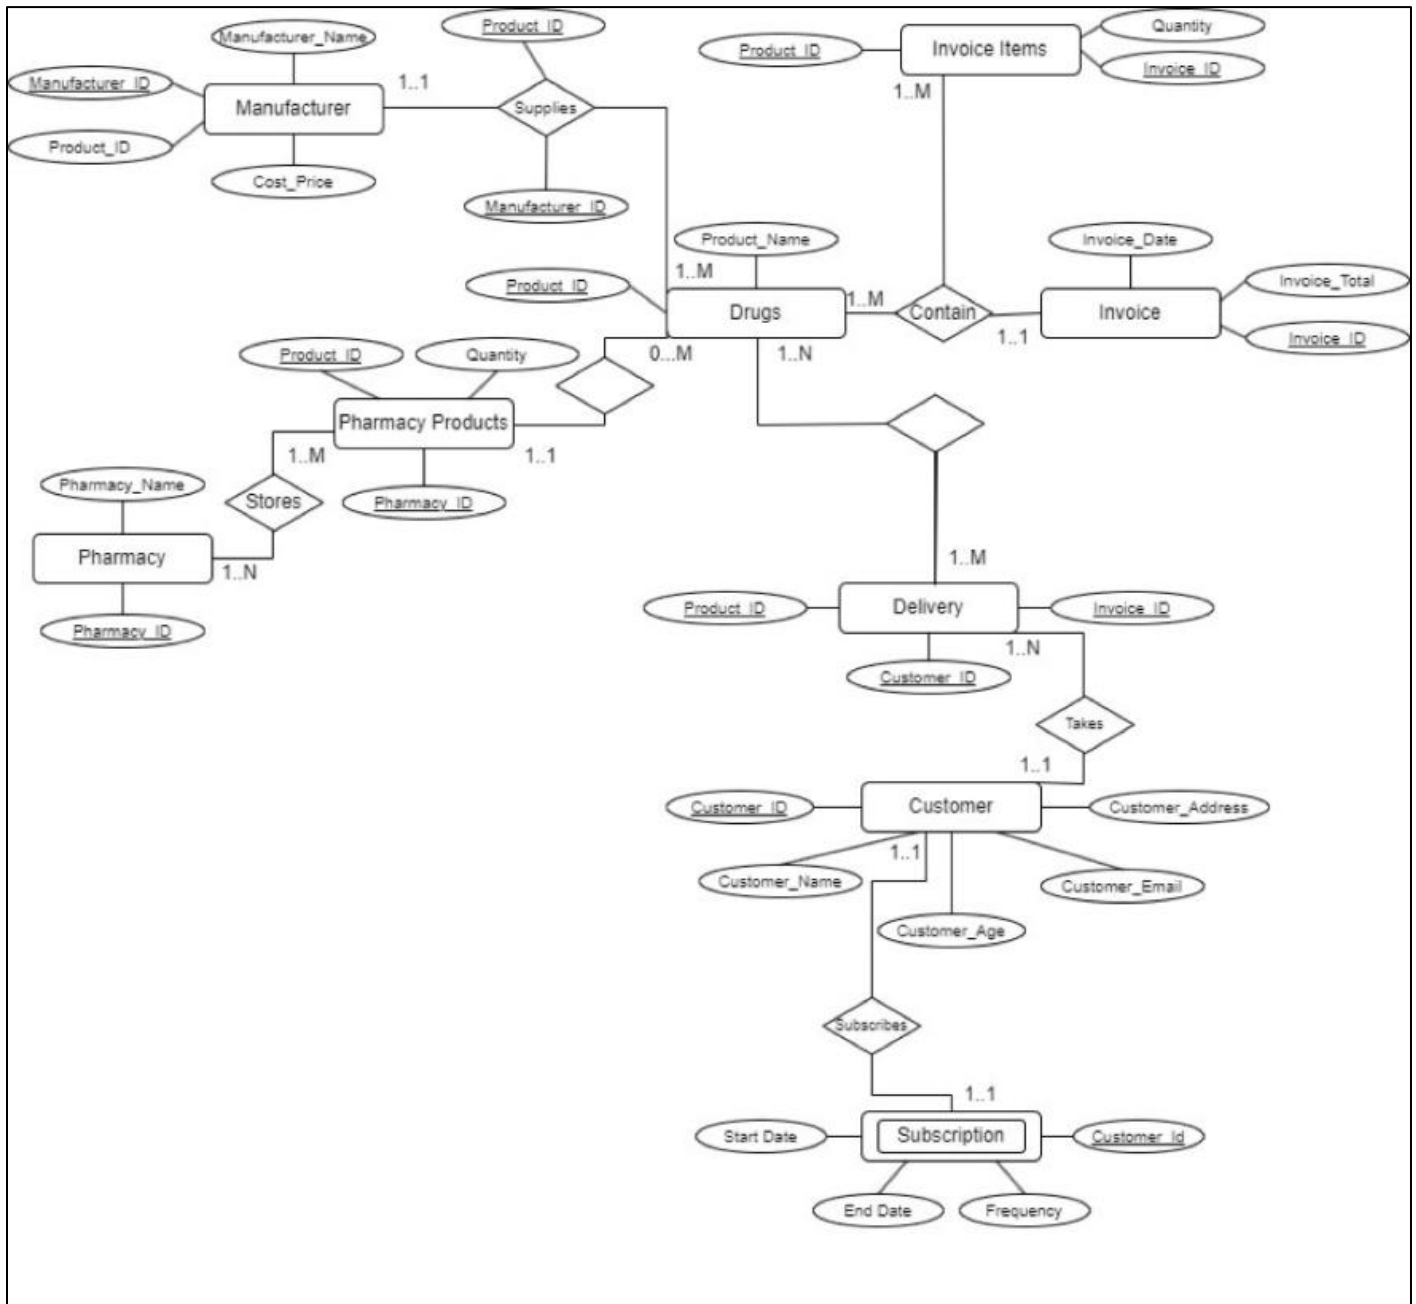 Product_ID
Quantity
Manufacturer_Name
Product_ID
Invoice Items
Invoice_ID
Manufacturer_ID
1..1
1..M
Manufacturer
Supplies
Product_ID
Cost_Price
Manufacturer_ID
Product_Name
Invoice_Date
1..M
Product_ID
1..M
Invoice_Total
Drugs
Contain
Invoice
1..1
Invoice_ID
Product_ID
Quantity
0...M
1..N
Pharmacy Products
1..M
1..1
Pharmacy_Name
Stores
Pharmacy_ID
Pharmacy
1..N
1..M
Pharmacy_ID
Product_ID
Delivery
Invoice_ID
1..N
Customer_ID
Takes
1..1
Customer_ID
Customer
Customer_Address
1..1
Customer_Name
Customer_Email
Customer_Age
Subscribes
1..1
Start Date
Subscription
Customer_Id
End Date
Frequency